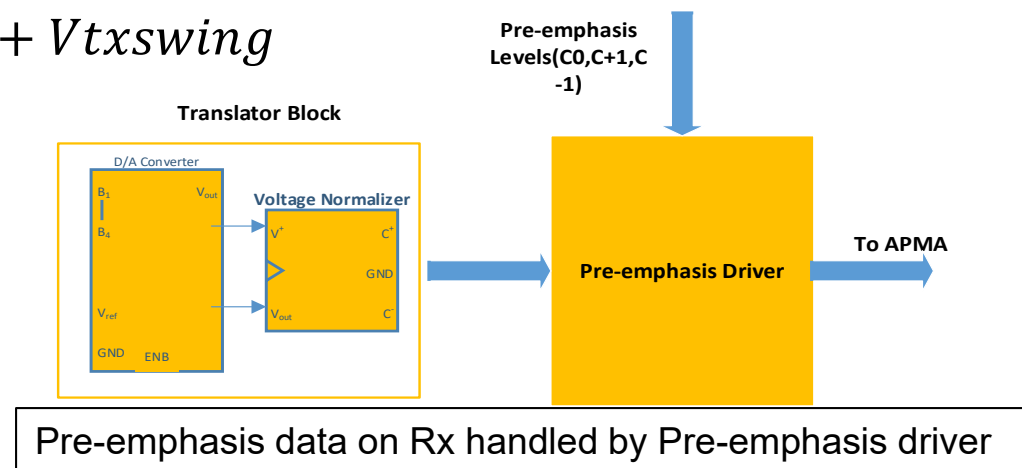 + Vtxswing
Pre-emphasis
Levels(C0,C+1,C
-1)
Translator Block
D/A Converter
B₁
Vout
B₄
Vref
GND
ENB
Voltage Normalizer
V⁺
C⁺
GND
Vout
C⁻
Pre-emphasis Driver
To APMA
Pre-emphasis data on Rx handled by Pre-emphasis driver